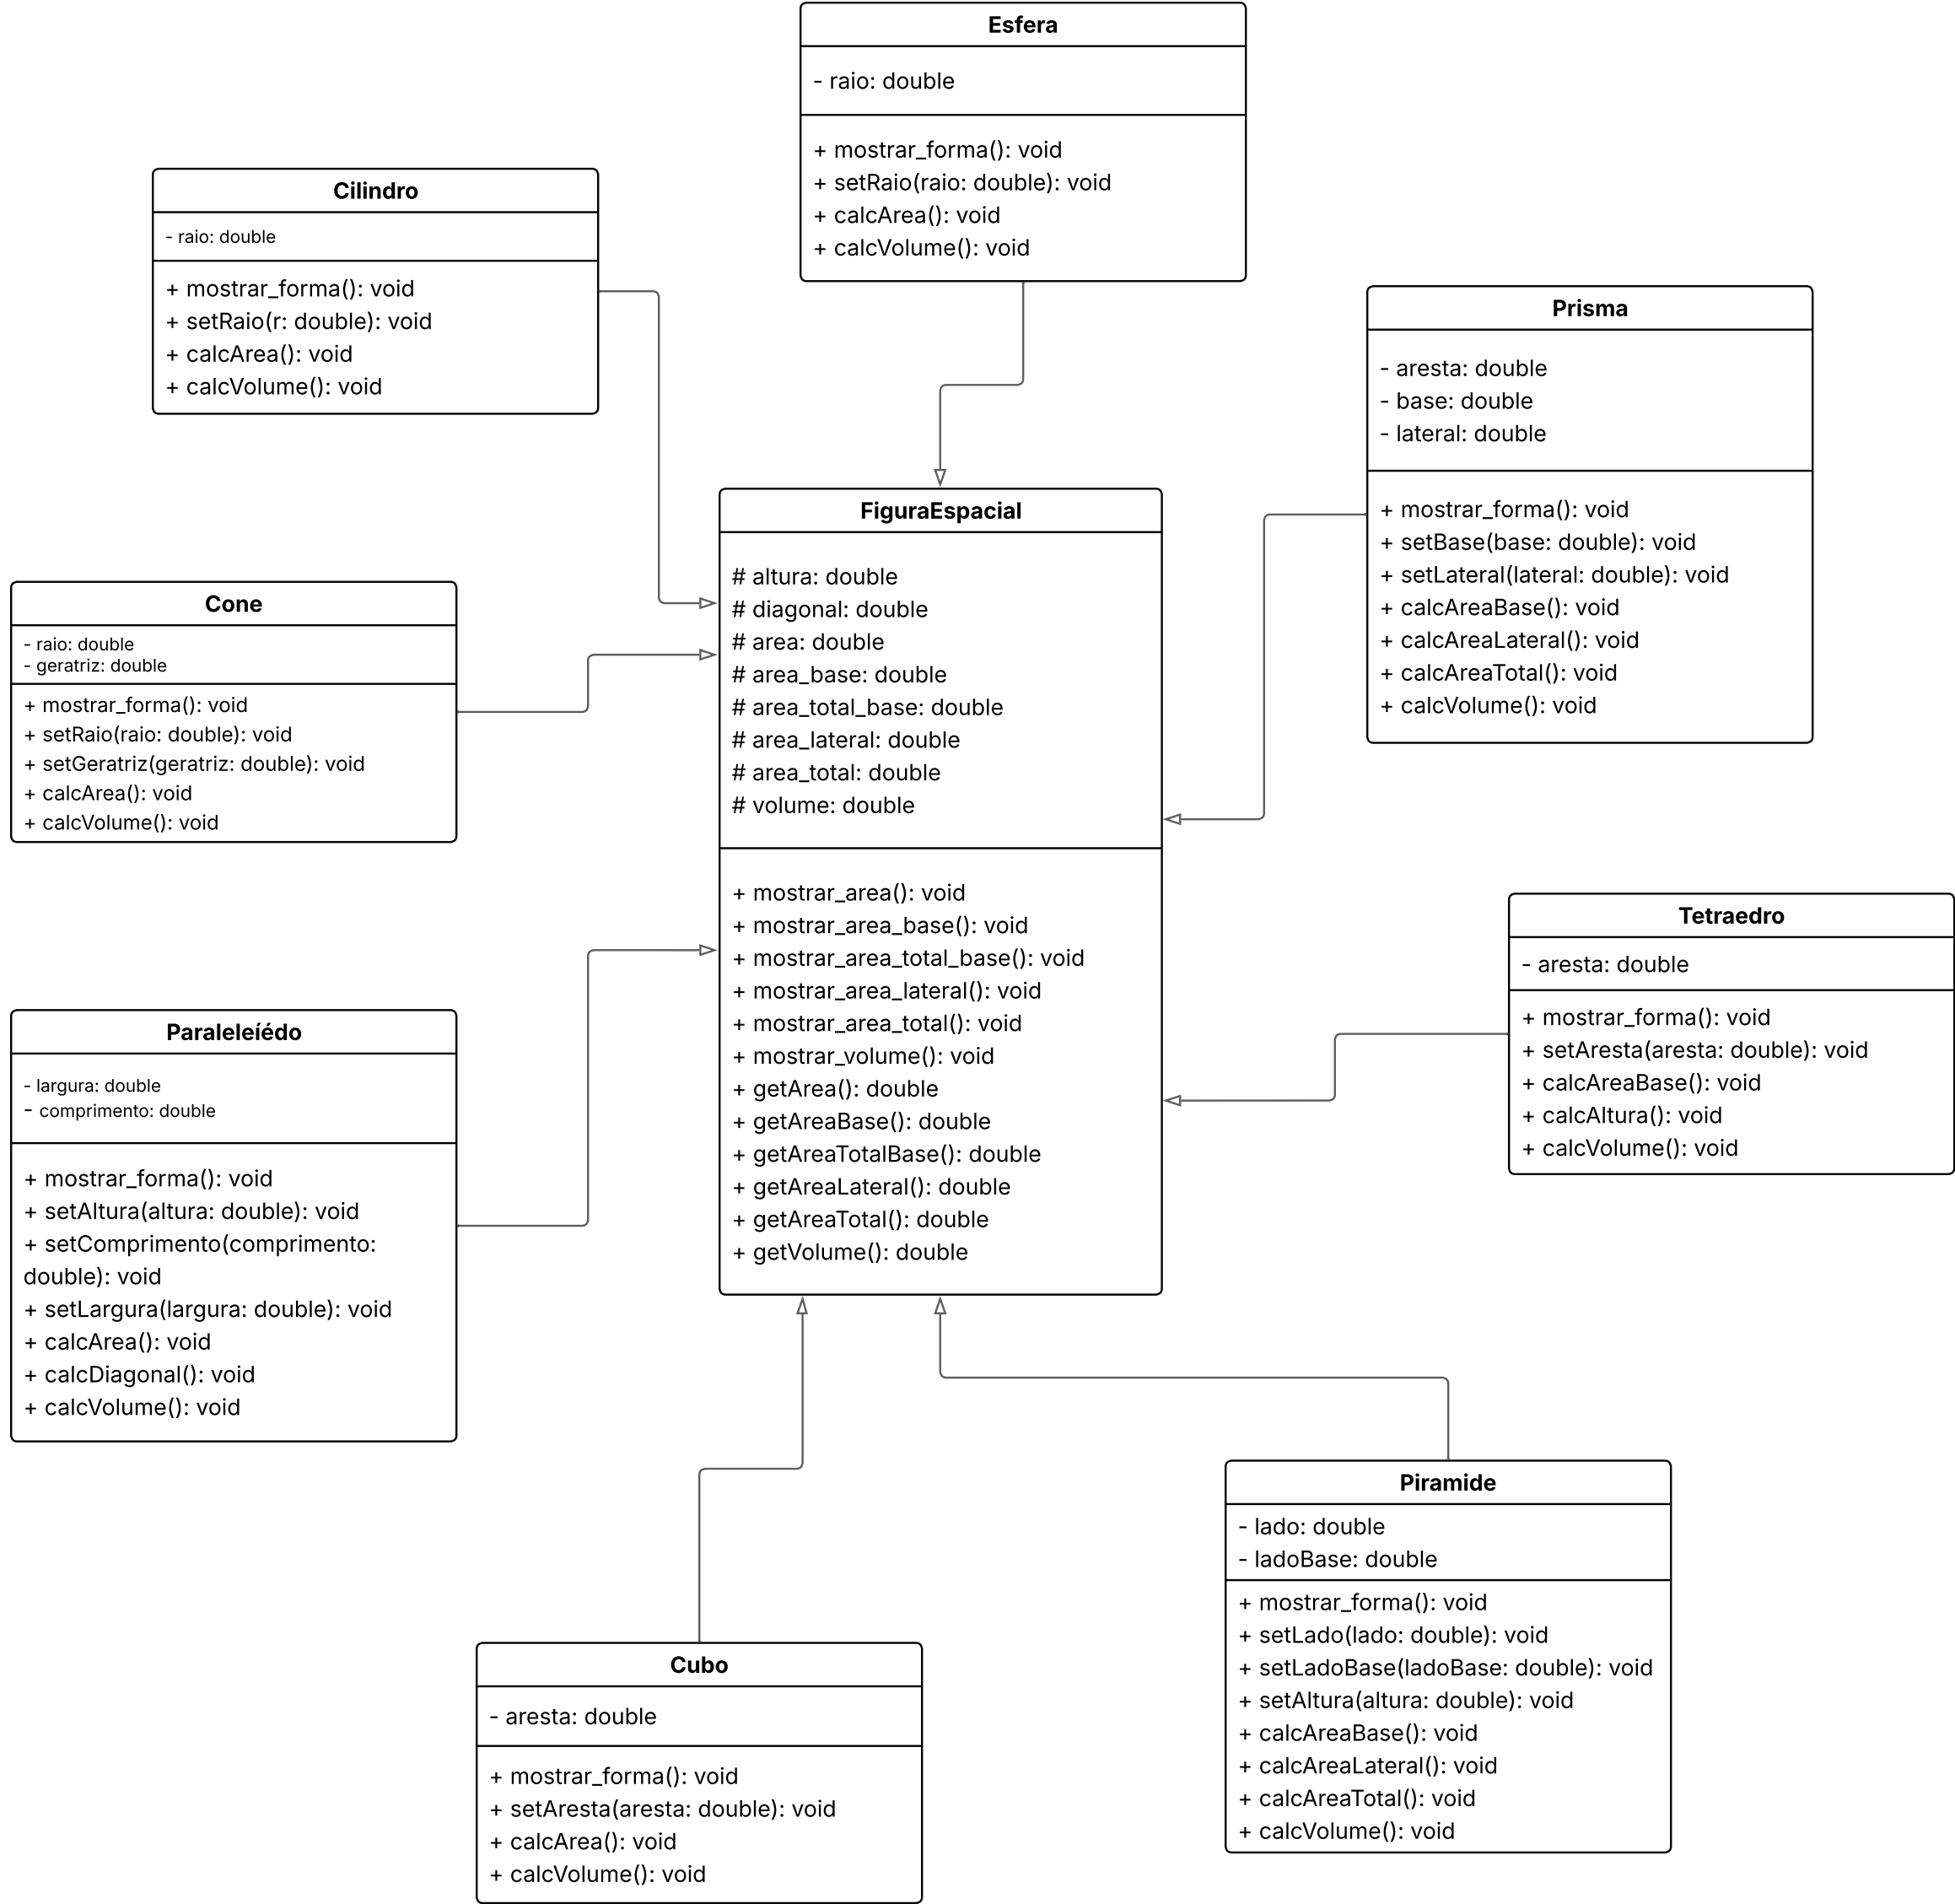 Esfera
- raio: double
+ mostrar_forma(): void
+ setRaio(raio: double): void
+ calcArea(): void
+ calcVolume(): void
Cilindro
- raio: double
+ mostrar_forma(): void
+ setRaio(r: double): void
+ calcArea(): void
+ calcVolume(): void
Prisma
- aresta: double
- base: double
- lateral: double
+ mostrar_forma(): void
+ setBase(base: double): void
+ setLateral(lateral: double): void
+ calcAreaBase(): void
+ calcAreaLateral(): void
+ calcAreaTotal(): void
+ calcVolume(): void
FiguraEspacial
# altura: double
# diagonal: double
# area: double
# area_base: double
# area_total_base: double
# area_lateral: double
# area_total: double
# volume: double
+ mostrar_area(): void
+ mostrar_area_base(): void
+ mostrar_area_total_base(): void
+ mostrar_area_lateral(): void
+ mostrar_area_total(): void
+ mostrar_volume(): void
+ getArea(): double
+ getAreaBase(): double
+ getAreaTotalBase(): double
+ getAreaLateral(): double
+ getAreaTotal(): double
+ getVolume(): double
Cone
- raio: double
- geratriz: double
+ mostrar_forma(): void
+ setRaio(raio: double): void
+ setGeratriz(geratriz: double): void
+ calcArea(): void
+ calcVolume(): void
Tetraedro
- aresta: double
+ mostrar_forma(): void
+ setAresta(aresta: double): void
+ calcAreaBase(): void
+ calcAltura(): void
+ calcVolume(): void
Paraleleíédo
- largura: double
- comprimento: double
+ mostrar_forma(): void
+ setAltura(altura: double): void
+ setComprimento(comprimento:
double): void
+ setLargura(largura: double): void
+ calcArea(): void
+ calcDiagonal(): void
+ calcVolume(): void
Piramide
- lado: double
- ladoBase: double
+ mostrar_forma(): void
+ setLado(lado: double): void
+ setLadoBase(ladoBase: double): void
+ setAltura(altura: double): void
+ calcAreaBase(): void
+ calcAreaLateral(): void
+ calcAreaTotal(): void
+ calcVolume(): void
Cubo
- aresta: double
+ mostrar_forma(): void
+ setAresta(aresta: double): void
+ calcArea(): void
+ calcVolume(): void